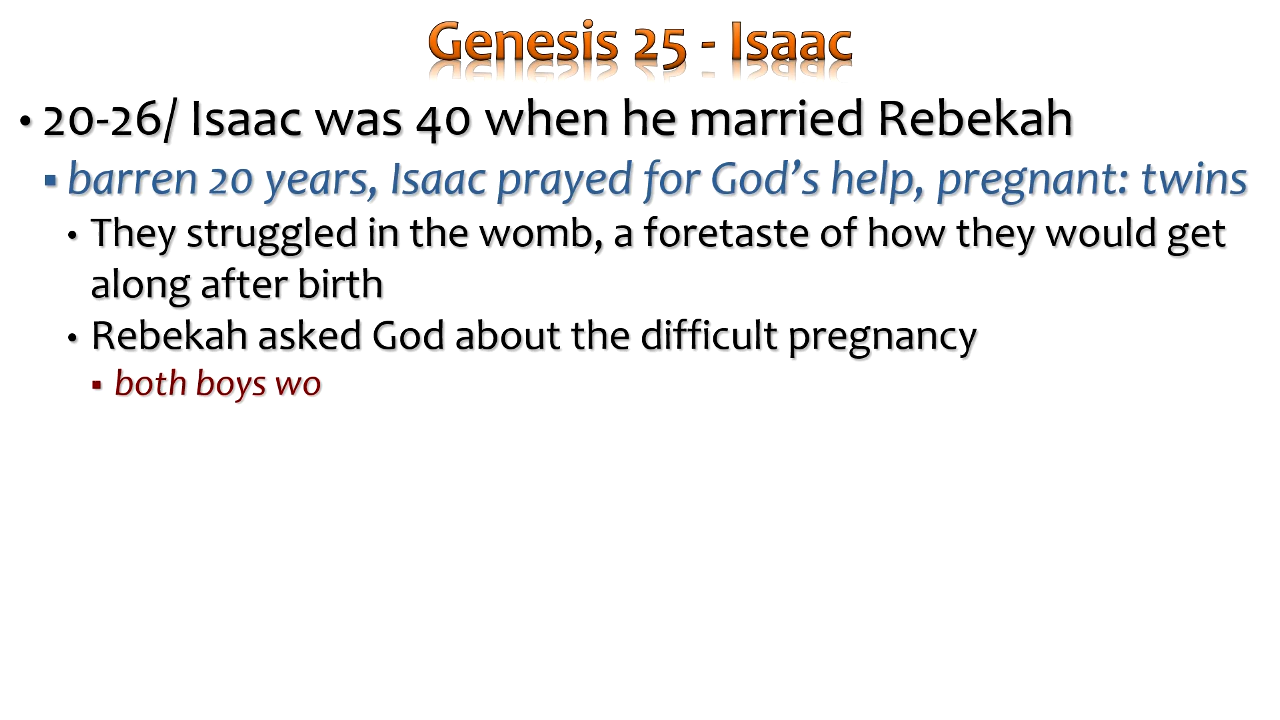 Genesis 25 - Isaac
• 20-26/ Isaac was 40 when he married Rebekah
▪ barren 20 years, Isaac prayed for God’s help, pregnant: twins
• They struggled in the womb, a foretaste of how they would get
along after birth
• Rebekah asked God about the difficult pregnancy
▪ both boys wo